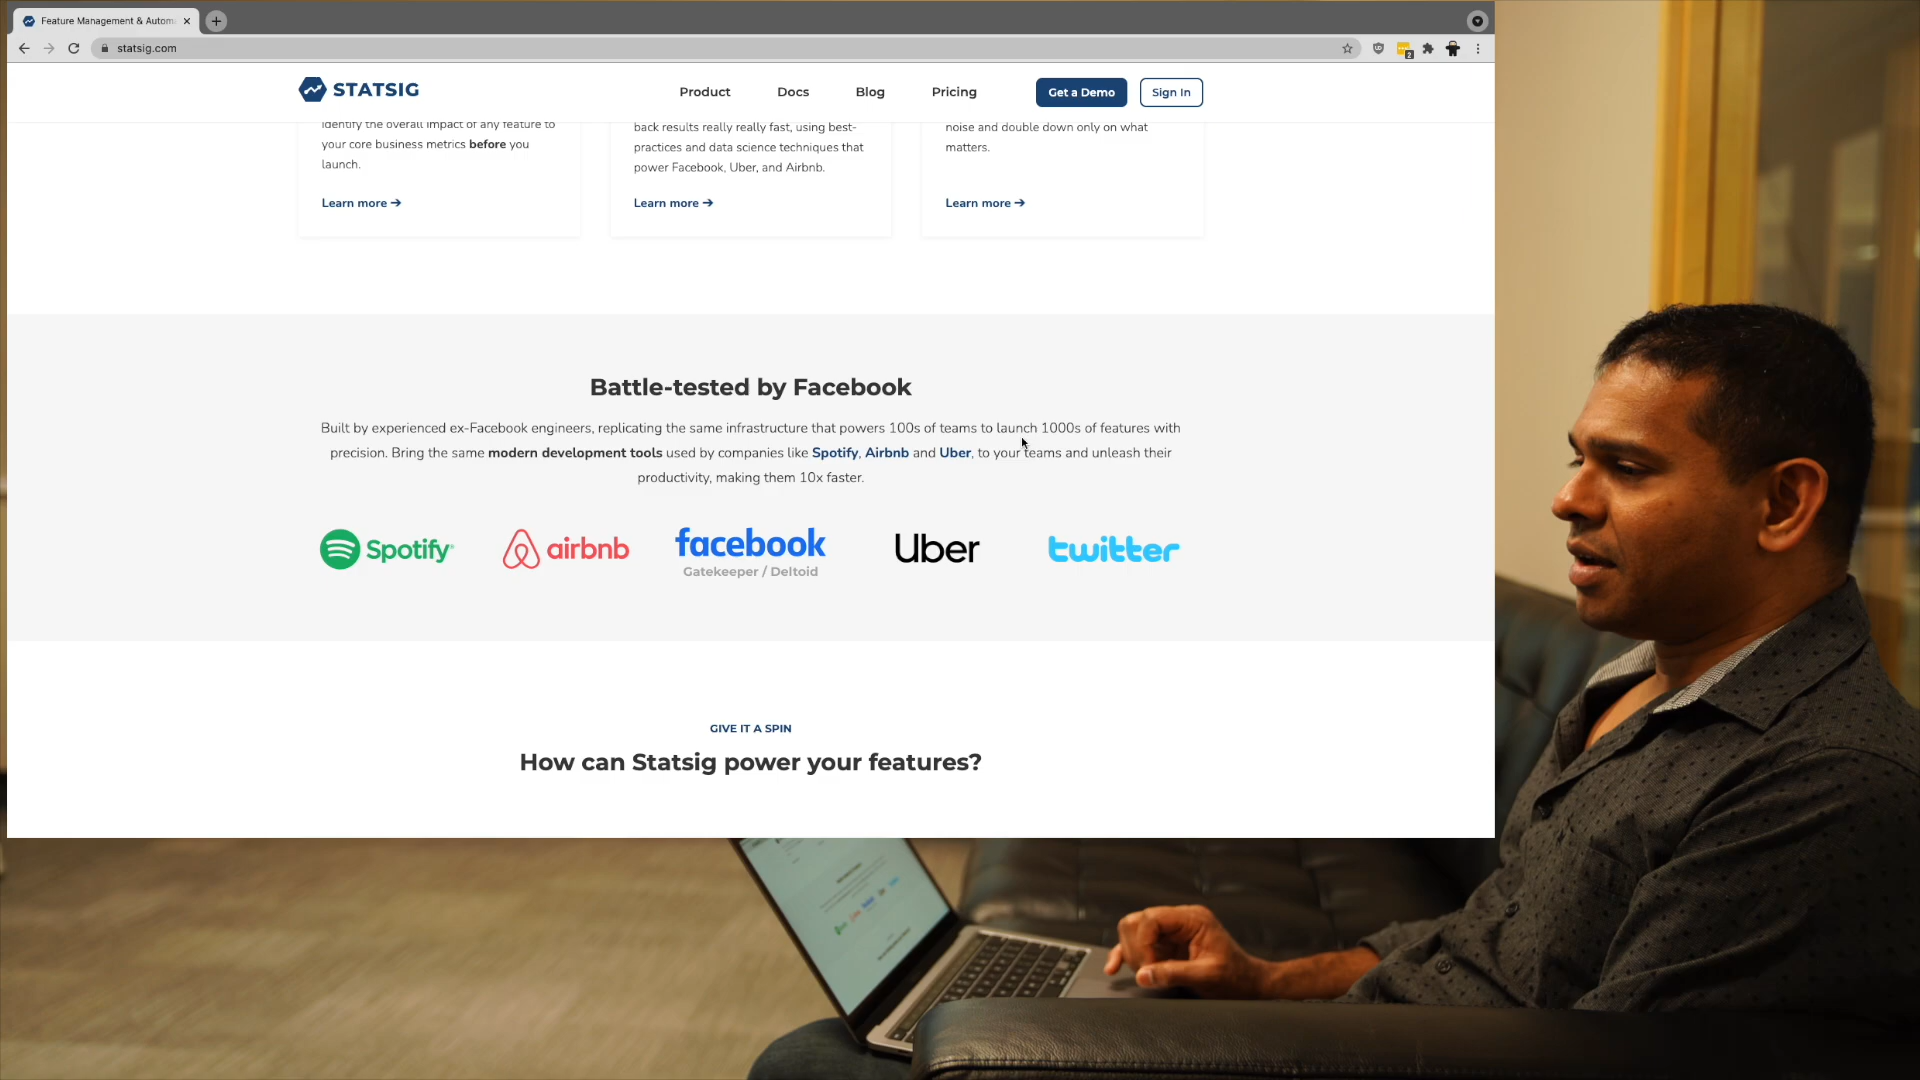 Feature Management & Autom
statsig.com
2
STATSIG
Product
Docs
Blog
Pricing
Get a Demo
Sign In
identify the overall impact of any feature to
your core business metrics before you
launch.
Learn more →
back results really really fast, using best-
practices and data science techniques that
power Facebook, Uber, and Airbnb.
Learn more →
noise and double down only on what
matters.
Learn more →
Battle-tested by Facebook
Built by experienced ex-Facebook engineers, replicating the same infrastructure that powers 100s of teams to launch 1000s of features with
precision. Bring the same modern development tools used by companies like Spotify, Airbnb and Uber, to your teams and unleash their
productivity, making them 10x faster.
Spotify
airbnb
facebook
Gatekeeper / Deltoid
Uber
twitter
GIVE IT A SPIN
How can Statsig power your features?